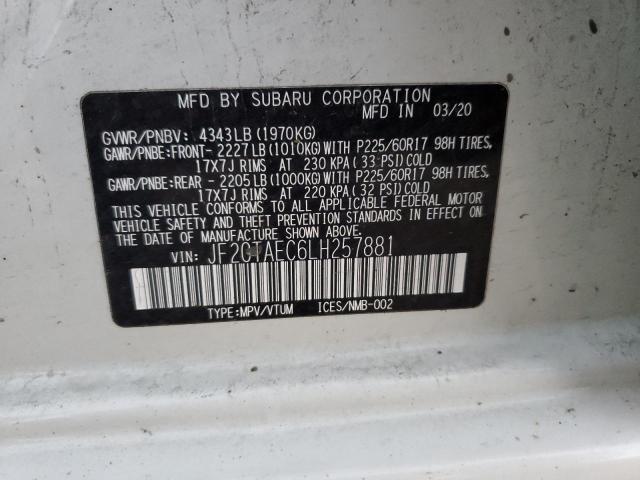 MFD BY SUBARU CORPORATION
MFD IN 03/20
GVWR/PNBV: 4343LB(1970KG)
GAWR/PNBE:FRONT- 2227LB(1010KG)WITH P225/60R17 98H TIRES,
17X7J RIMS AT 230 KPA(33 PSI)COLD
GAWR/PNBE:REAR - 2205LB(1000KG)WITH P225/60R17 98H TIRES,
17X7J RIMS AT 220 KPA(32 PSI)COLD
THIS VEHICLE CONFORMS TO ALL APPLICABLE FEDERAL MOTOR
VEHICLE SAFETY AND THEFT PREVENTION STANDARDS IN EFFECT
ON THE DATE OF MANUFACTURE SHOWN ABOVE.
VIN: JF2GTAEC6LH257881
TYPE:MPV/VTUM ICES/NMB-002